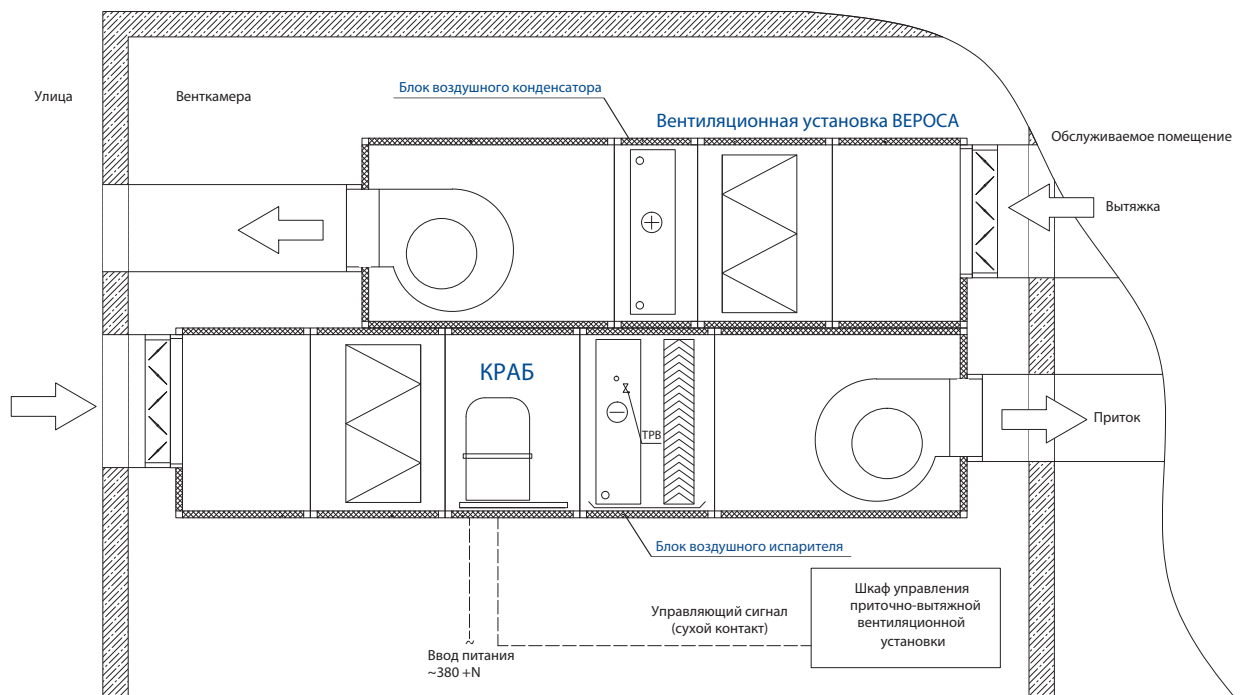 Улица
Венткамера
Блок воздушного конденсатора
Вентиляционная установка ВЕРОСА
Обслуживаемое помещение
Вытяжка
КРАБ
ТРВ
Приток
Блок воздушного испарителя
Управляющий сигнал
(сухой контакт)
Шкаф управления
приточно-вытяжной
вентиляционной
установки
~
Ввод питания
~380 +N